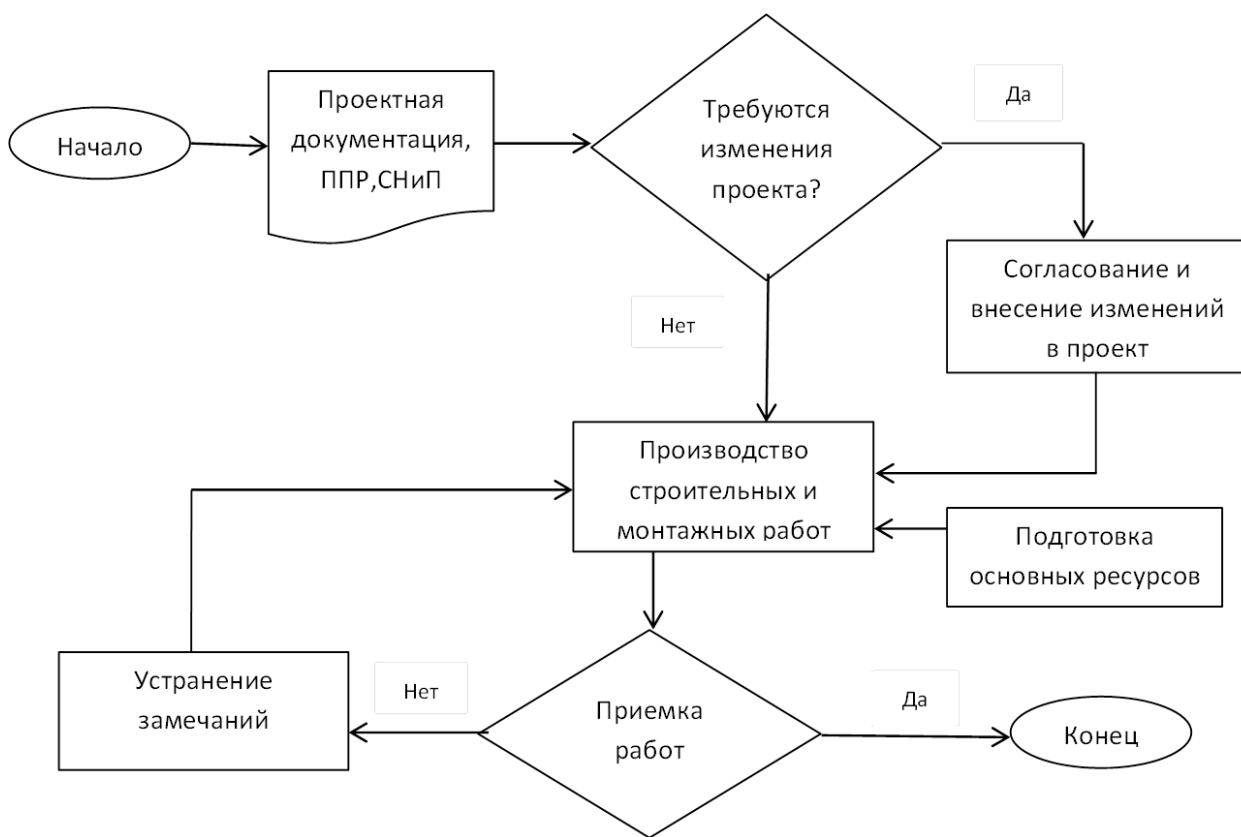 Начало
Проектная
документация,
ППР,СНиП
Требуются
изменения
проекта?
Да
Согласование и
внесение изменений
в проект
Нет
Производство
строительных и
монтажных работ
Подготовка
основных ресурсов
Устранение
замечаний
Нет
Приемка
работ
Да
Конец